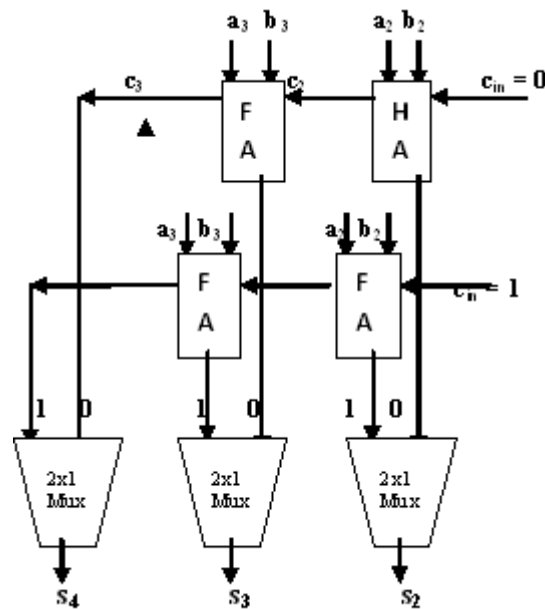 a3 b3 a2 b2
c3 c2 cin = 0
F H
A A
a3 b3 a2 b2
F F
A A
cin = 1
1 0 1 0 1 0
2x1 2x1 2x1
Mux Mux Mux
S4 S3 S2